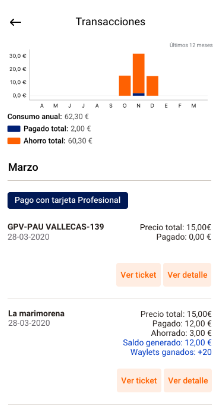 Transacciones
Últimos 12 meses
30,0 €
20,0 €
10,0 €
0,0 €
A M J J A S O N D E F M
Consumo anual: 62,30 €
Pagado total: 2,00 €
Ahorro total: 60,30 €
Marzo
Pago con tarjeta Profesional
GPV-PAU VALLECAS-139
28-03-2020
Precio total: 15,00€
Pagado: 0,00 €
Ver ticket
Ver detalle
La marimorena
28-03-2020
Precio total: 15,00€
Pagado: 12,00 €
Ahorrado: 3,00 €
Saldo generado: 12,00 €
Waylets ganados: +20
Ver ticket
Ver detalle